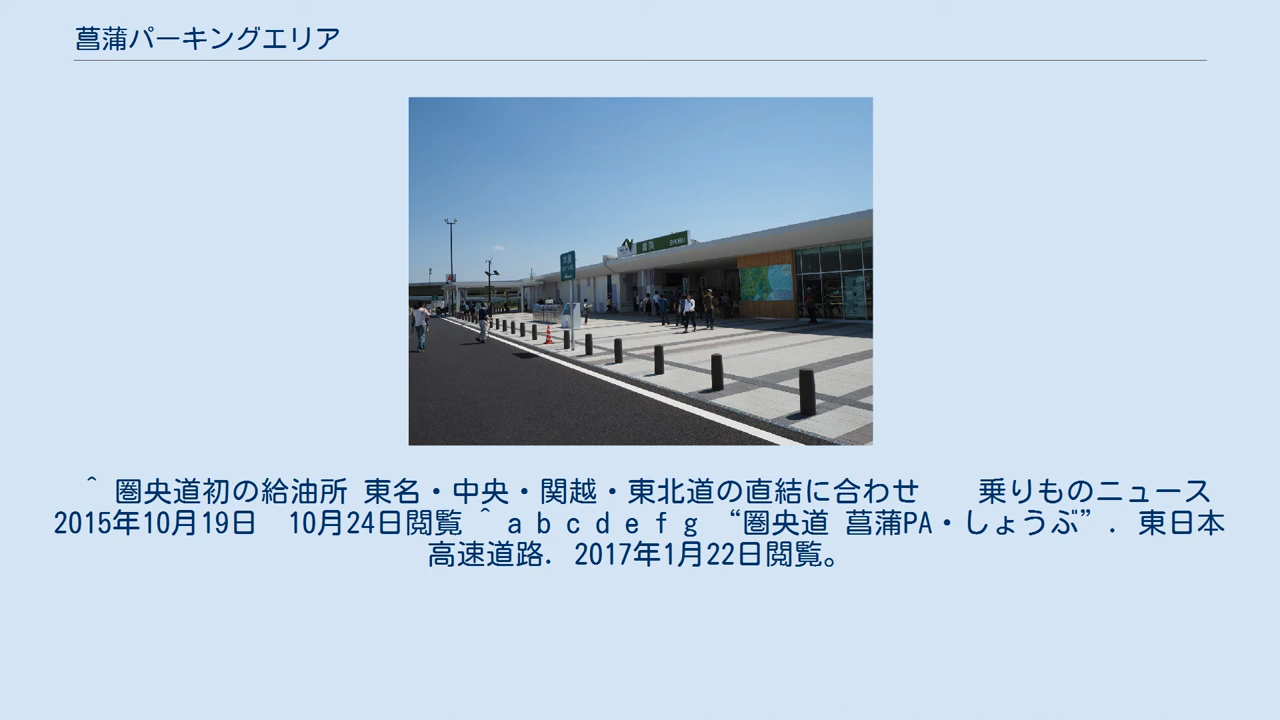 菖蒲パーキングエリア
菖蒲
^ 圏央道初の給油所 東名・中央・関越・東北道の直結に合わせ　　乗りものニュース
2015年10月19日　10月24日閲覧 ^ a b c d e f g “圏央道 菖蒲PA・しょうぶ”. 東日本
高速道路. 2017年1月22日閲覧。